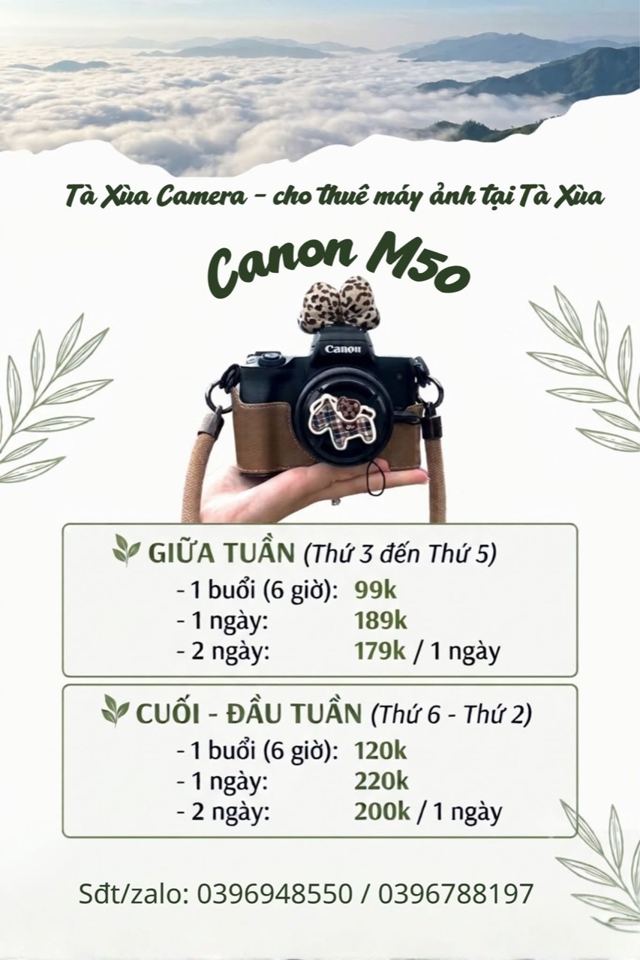 Tà Xùa Camera - cho thuê máy ảnh tại Tà Xùa
Canon M50
Canon
GIỮA TUẦN (Thứ 3 đến Thứ 5)
- 1 buổi (6 giờ): 99k
- 1 ngày: 189k
- 2 ngày: 179k / 1 ngày
CUỐI - ĐẦU TUẦN (Thứ 6 - Thứ 2)
- 1 buổi (6 giờ): 120k
- 1 ngày: 220k
- 2 ngày: 200k / 1 ngày
Sđt/zalo: 0396948550 / 0396788197